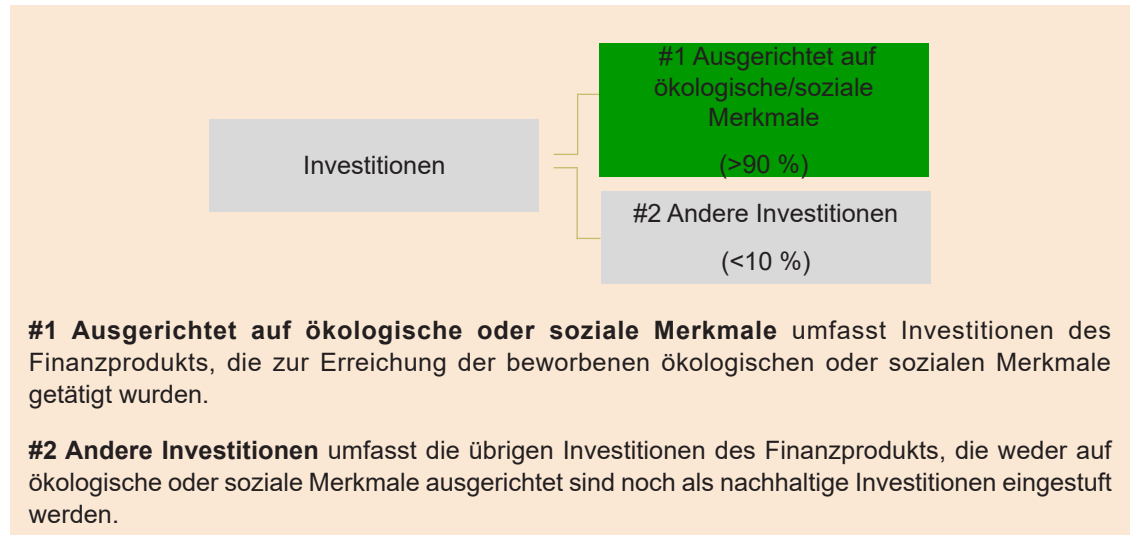 #1 Ausgerichtet auf
ökologische/soziale
Merkmale
(>90 %)
Investitionen
#2 Andere Investitionen
(<10 %)
#1 Ausgerichtet auf ökologische oder soziale Merkmale umfasst Investitionen des
Finanzprodukts, die zur Erreichung der beworbenen ökologischen oder sozialen Merkmale
getätigt wurden.
#2 Andere Investitionen umfasst die übrigen Investitionen des Finanzprodukts, die weder auf
ökologische oder soziale Merkmale ausgerichtet sind noch als nachhaltige Investitionen eingestuft
werden.